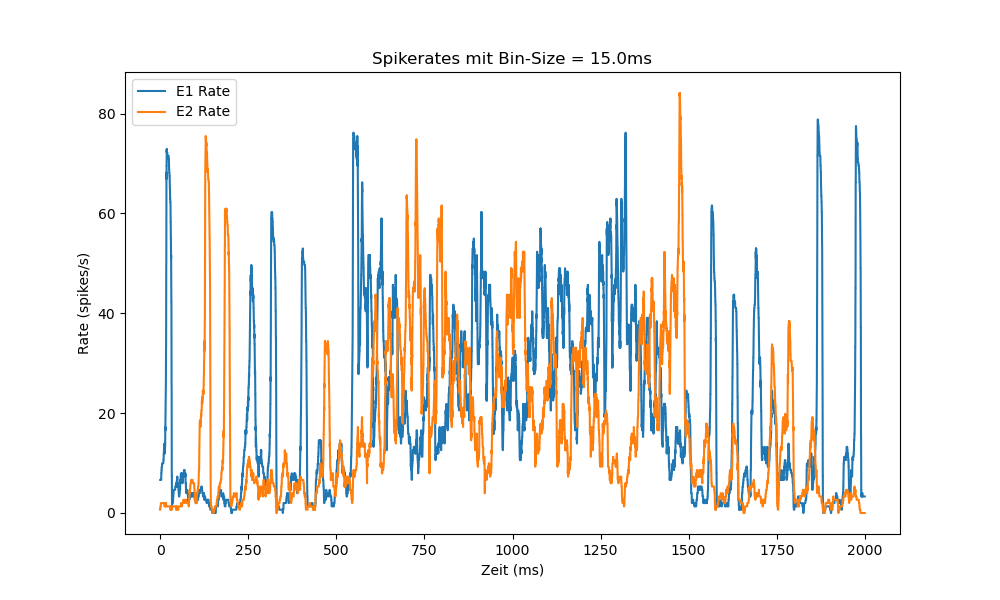 Spikerates mit Bin-Size = 15.0ms
E1 Rate
E2 Rate
80
60
40
20
0
Rate (spikes/s)
0 250 500 750 1000 1250 1500 1750 2000
Zeit (ms)